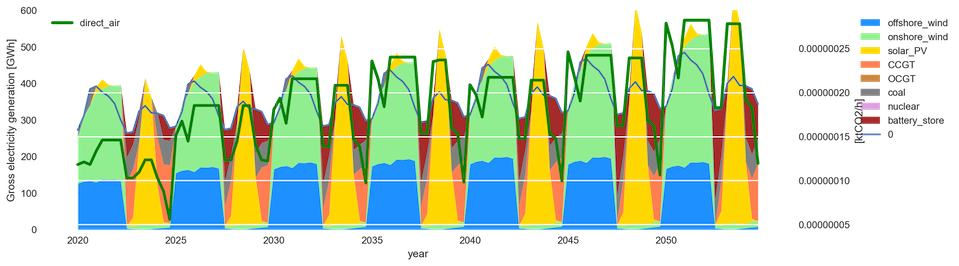 600
500
400
300
200
100
0
Gross electricity generation [GWh]
direct_air
2020
2025
2030
2035
2040
2045
2050
year
0.00000025
0.00000020
0.00000015
0.00000010
0.00000005
[ktCO2/h]
offshore_wind
onshore_wind
solar_PV
CCGT
OCGT
coal
nuclear
battery_store
0